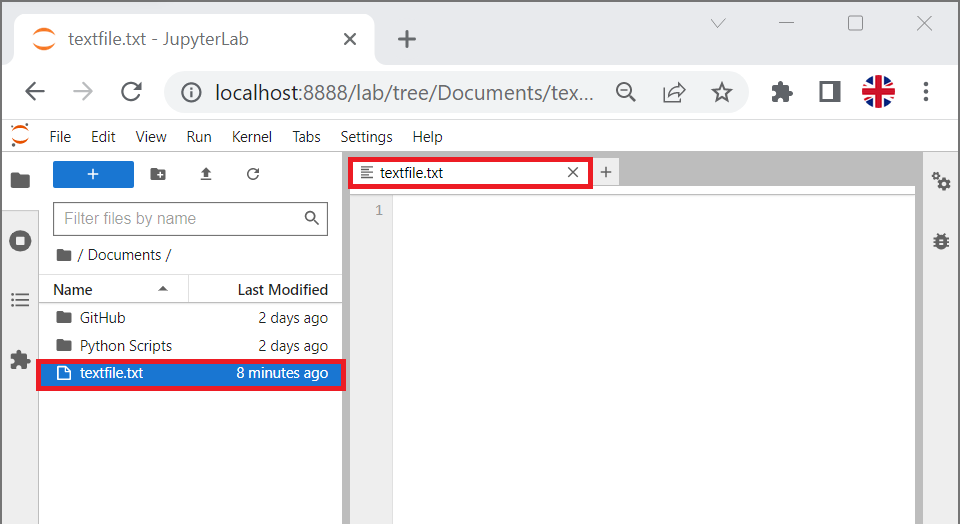 textfile.txt - JupyterLab
localhost:8888/lab/tree/Documents/tex...
File Edit View Run Kernel Tabs Settings Help
textfile.txt
Filter files by name
1
/ Documents /
Name Last Modified
GitHub 2 days ago
Python Scripts 2 days ago
textfile.txt 8 minutes ago